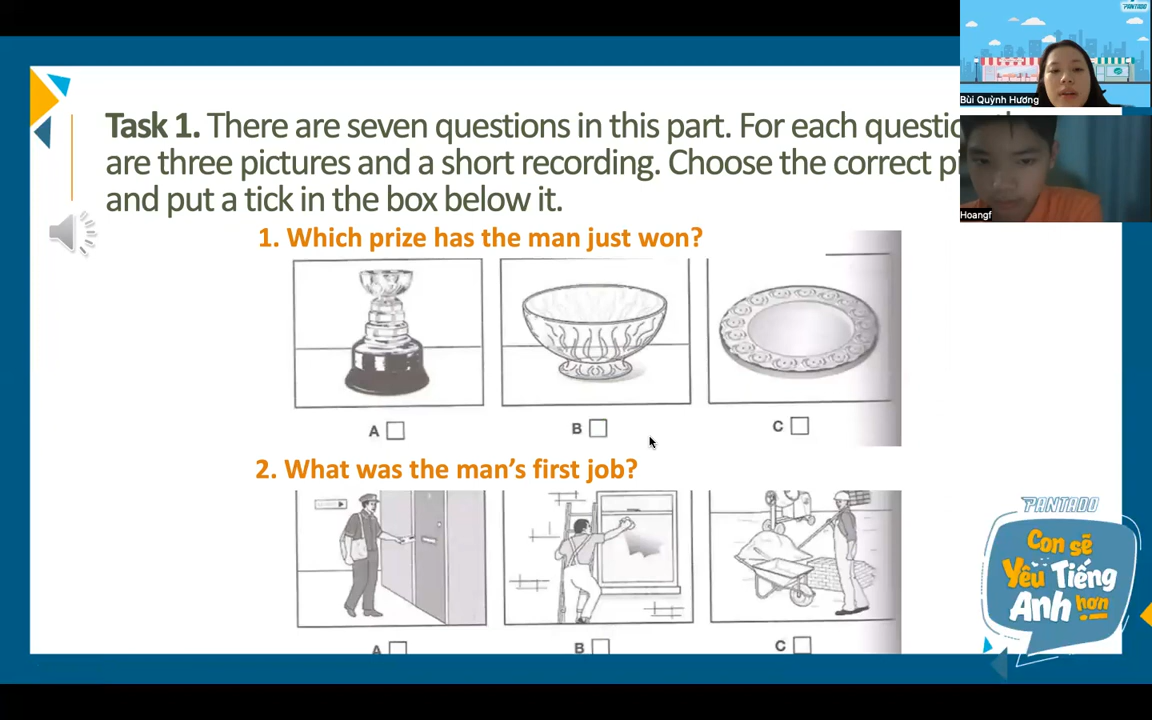 PANTADO
Bùi Quỳnh Hương
Hoangf
Task 1. There are seven questions in this part. For each
are three pictures and a short recording. Choose the correct
and put a tick in the box below it.
1. Which prize has the man just won?
A
B
C
2. What was the man's first job?
A
B
C
PANTADO
Con sẽ
Yêu Tiếng
Anh hơn